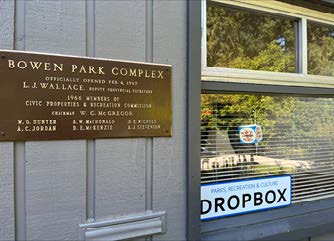 BOWEN PARK COMPLEX
OFFICIALLY OPENED FEB. 4, 1967
L.J. WALLACE, DEPUTY PROVINCIAL SECRETARY
1966 MEMBERS OF
CIVIC PROPERTIES & RECREATION COMMISSION
CHAIRMAN W. C. McGREGOR
W. G. HUNTER A. W. MACDONALD D. E. NICHOLS
A. C. JORDAN D. E. McKENZIE A. J. STEVENSON
PARKS, RECREATION & CULTURE
DROPBOX